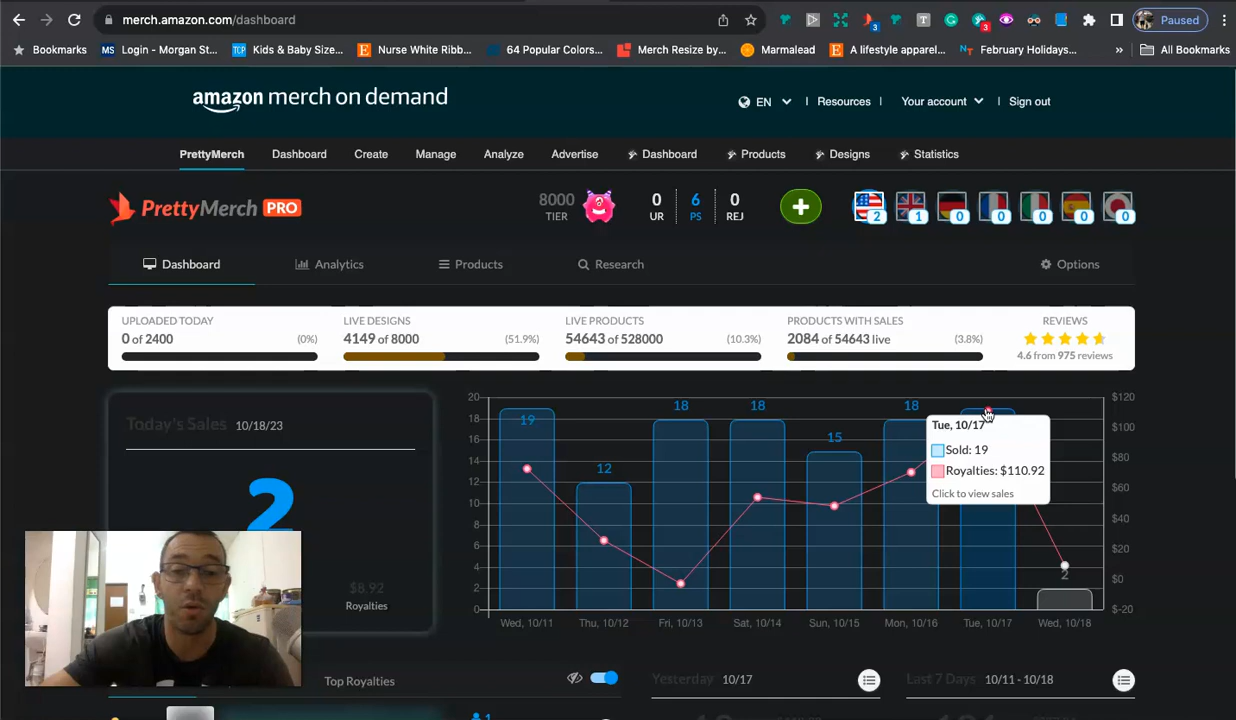 merch.amazon.com/dashboard
Paused
Bookmarks
MS Login - Morgan St...
TCP Kids & Baby Size...
E Nurse White Ribb...
64 Popular Colors...
Merch Resize by...
Marmalead
E A lifestyle apparel...
NT February Holidays...
»
All Bookmarks
amazon merch on demand
EN
Resources
Your account
Sign out
PrettyMerch
Dashboard
Create
Manage
Analyze
Advertise
Dashboard
Products
Designs
Statistics
PrettyMerch PRO
8000
TIER
0
UR
6
PS
0
REJ
+
2
1
0
0
0
0
0
Dashboard
Analytics
Products
Research
Options
UPLOADED TODAY
0 of 2400 (0%)
LIVE DESIGNS
4149 of 8000 (51.9%)
LIVE PRODUCTS
54643 of 528000 (10.3%)
PRODUCTS WITH SALES
2084 of 54643 live (3.8%)
REVIEWS
4.6 from 975 reviews
Today's Sales 10/18/23
2
$8.92
Royalties
20
18
16
14
12
10
8
6
4
2
0
19
12
18
18
15
18
2
Tue, 10/17
Sold: 19
Royalties: $110.92
Click to view sales
$120
$100
$80
$60
$40
$20
$0
$-20
Wed, 10/11
Thu, 10/12
Fri, 10/13
Sat, 10/14
Sun, 10/15
Mon, 10/16
Tue, 10/17
Wed, 10/18
Top Royalties
Yesterday 10/17
Last 7 Days 10/11 - 10/18
1